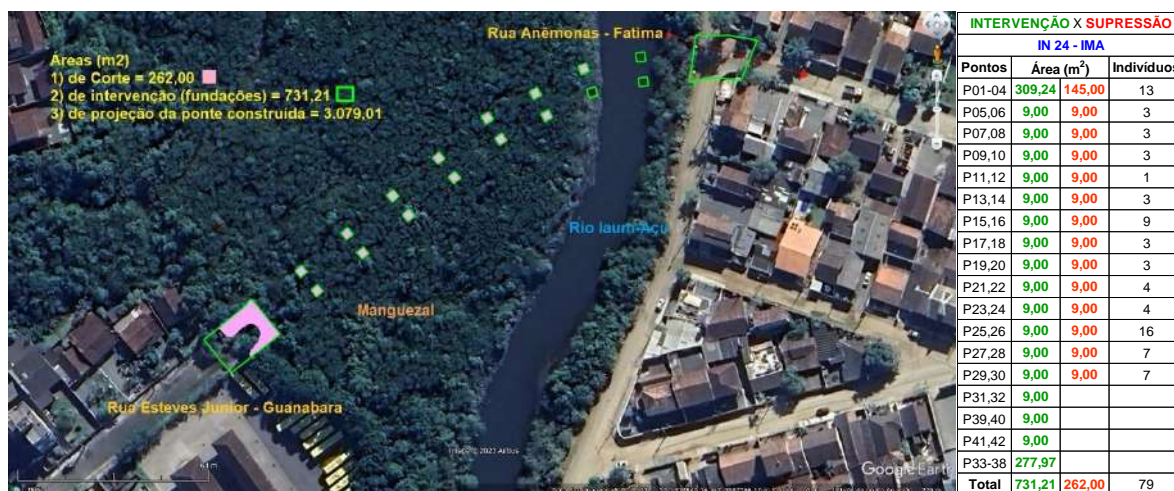 Rua Anêmonas - Fatima
Áreas (m2)
1) de Corte = 262,00
2) de intervenção (fundações) = 731,21
3) de projeção da ponte construida = 3.079,01
Manguezal
Rua Esteves Junior - Guanabara
Google Earth
INTERVENÇÃO X SUPRESSÃO
IN 24 - IMA
Pontos Área (m²) Indivíduos
P01-04 309,24 145,00 13
P05,06 9,00 9,00 3
P07,08 9,00 9,00 3
P09,10 9,00 9,00 3
P11,12 9,00 9,00 1
P13,14 9,00 9,00 3
P15,16 9,00 9,00 9
P17,18 9,00 9,00 3
P19,20 9,00 9,00 3
P21,22 9,00 9,00 4
P23,24 9,00 9,00 4
P25,26 9,00 9,00 16
P27,28 9,00 9,00 7
P29,30 9,00 9,00 7
P31,32 9,00
P39,40 9,00
P41,42 9,00
P33-38 277,97
Total 731,21 262,00 79